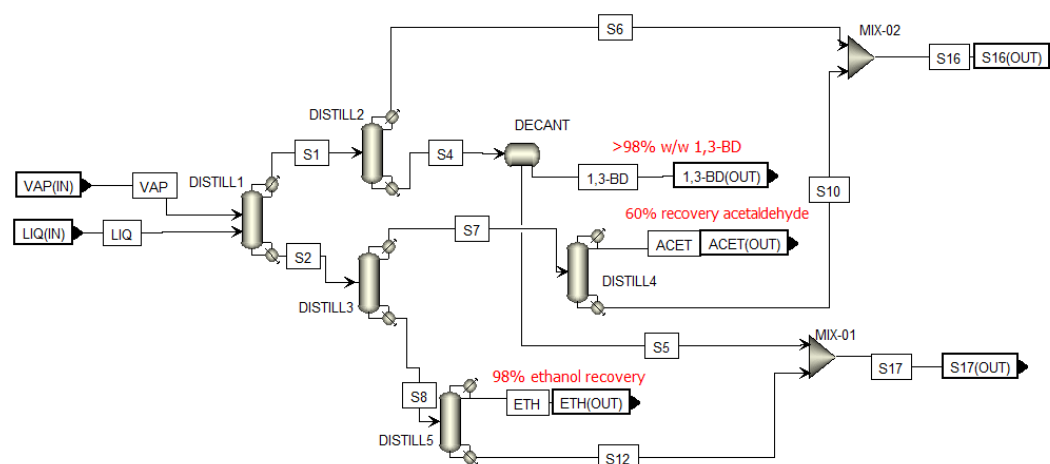 S6
MIX-02
S16
S16(OUT)
DISTILL2
DECANT
S1
S4
>98% w/w 1,3-BD
1,3-BD
1,3-BD(OUT)
VAP(IN)
VAP
DISTILL1
S10
LIQ(IN)
LIQ
60% recovery acetaldehyde
S7
ACET
ACET(OUT)
S2
DISTILL3
DISTILL4
MIX-01
S5
S17
S17(OUT)
98% ethanol recovery
S8
ETH
ETH(OUT)
DISTILL5
S12